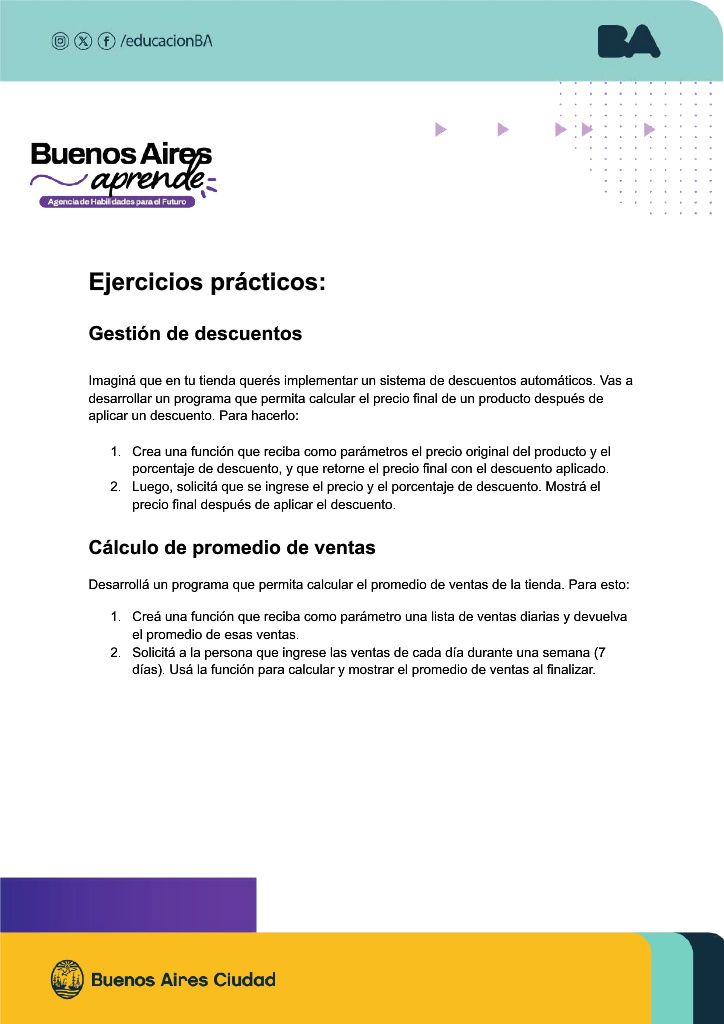 /educacionBA
BA
Buenos Aires
aprende
Agencia de Habilidades para el Futuro
Ejercicios prácticos:
Gestión de descuentos
Imaginá que en tu tienda querés implementar un sistema de descuentos automáticos. Vas a
desarrollar un programa que permita calcular el precio final de un producto después de
aplicar un descuento. Para hacerlo:
1. Crea una función que reciba como parámetros el precio original del producto y el
porcentaje de descuento, y que retorne el precio final con el descuento aplicado.
2. Luego, solicitá que se ingrese el precio y el porcentaje de descuento. Mostrá el
precio final después de aplicar el descuento.
Cálculo de promedio de ventas
Desarrollá un programa que permita calcular el promedio de ventas de la tienda. Para esto:
1. Creá una función que reciba como parámetro una lista de ventas diarias y devuelva
el promedio de esas ventas.
2. Solicitá a la persona que ingrese las ventas de cada día durante una semana (7
días). Usá la función para calcular y mostrar el promedio de ventas al finalizar.
Buenos Aires Ciudad